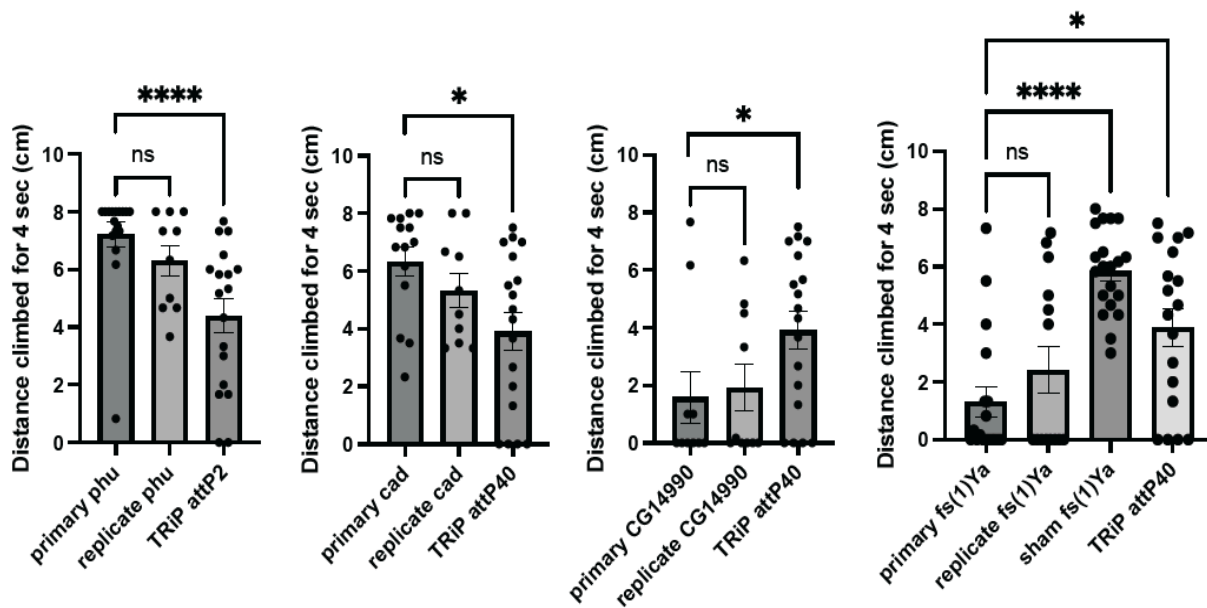 Distance climbed for 4 sec (cm)
10
8
6
4
2
0
****
ns
primary phu
replicate phu
TRiP attP2
Distance climbed for 4 sec (cm)
10
8
6
4
2
0
*
ns
primary cad
replicate cad
TRiP attP40
Distance climbed for 4 sec (cm)
10
8
6
4
2
0
*
ns
primary CG14990
replicate CG14990
TRiP attP40
Distance climbed for 4 sec (cm)
10
8
6
4
2
0
*
****
ns
primary fs(1)Ya
replicate fs(1)Ya
sham fs(1)Ya
TRiP attP40